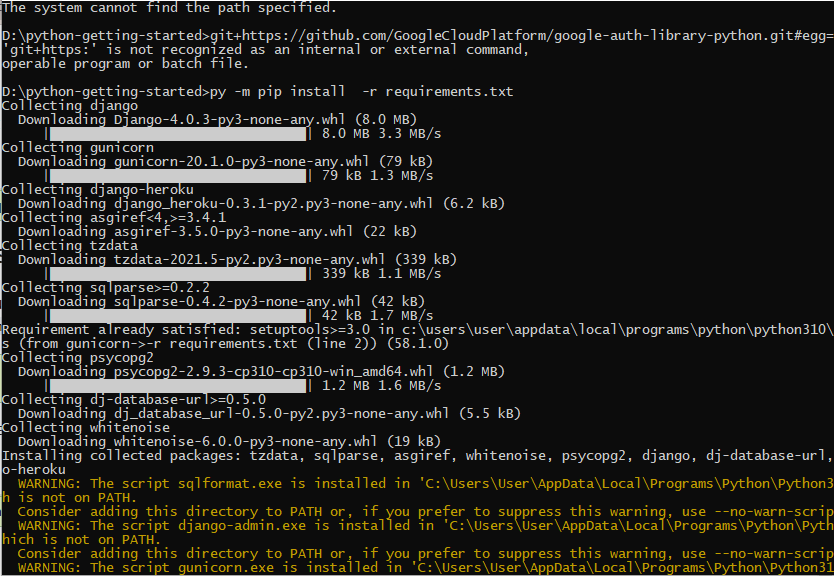 The system cannot find the path specified.
D:\python-getting-started>git+https://github.com/GoogleCloudPlatform/google-auth-library-python.git#egg=
'git+https:' is not recognized as an internal or external command,
operable program or batch file.
D:\python-getting-started>py -m pip install  -r requirements.txt
Collecting django
  Downloading Django-4.0.3-py3-none-any.whl (8.0 MB)
     |████████████████████████████████| 8.0 MB 3.3 MB/s
Collecting gunicorn
  Downloading gunicorn-20.1.0-py3-none-any.whl (79 kB)
     |████████████████████████████████| 79 kB 1.3 MB/s
Collecting django-heroku
  Downloading django_heroku-0.3.1-py2.py3-none-any.whl (6.2 kB)
Collecting asgiref<4,>=3.4.1
  Downloading asgiref-3.5.0-py3-none-any.whl (22 kB)
Collecting tzdata
  Downloading tzdata-2021.5-py2.py3-none-any.whl (339 kB)
     |████████████████████████████████| 339 kB 1.1 MB/s
Collecting sqlparse>=0.2.2
  Downloading sqlparse-0.4.2-py3-none-any.whl (42 kB)
     |████████████████████████████████| 42 kB 1.7 MB/s
Requirement already satisfied: setuptools>=3.0 in c:\users\user\appdata\local\programs\python\python310\
s (from gunicorn->-r requirements.txt (line 2)) (58.1.0)
Collecting psycopg2
  Downloading psycopg2-2.9.3-cp310-cp310-win_amd64.whl (1.2 MB)
     |████████████████████████████████| 1.2 MB 1.6 MB/s
Collecting dj-database-url>=0.5.0
  Downloading dj_database_url-0.5.0-py2.py3-none-any.whl (5.5 kB)
Collecting whitenoise
  Downloading whitenoise-6.0.0-py3-none-any.whl (19 kB)
Installing collected packages: tzdata, sqlparse, asgiref, whitenoise, psycopg2, django, dj-database-url,
o-heroku
  WARNING: The script sqlformat.exe is installed in 'C:\Users\User\AppData\Local\Programs\Python\Python3
h is not on PATH.
  Consider adding this directory to PATH or, if you prefer to suppress this warning, use --no-warn-scrip
  WARNING: The script django-admin.exe is installed in 'C:\Users\User\AppData\Local\Programs\Python\Pyth
hich is not on PATH.
  Consider adding this directory to PATH or, if you prefer to suppress this warning, use --no-warn-scrip
  WARNING: The script gunicorn.exe is installed in 'C:\Users\User\AppData\Local\Programs\Python\Python31